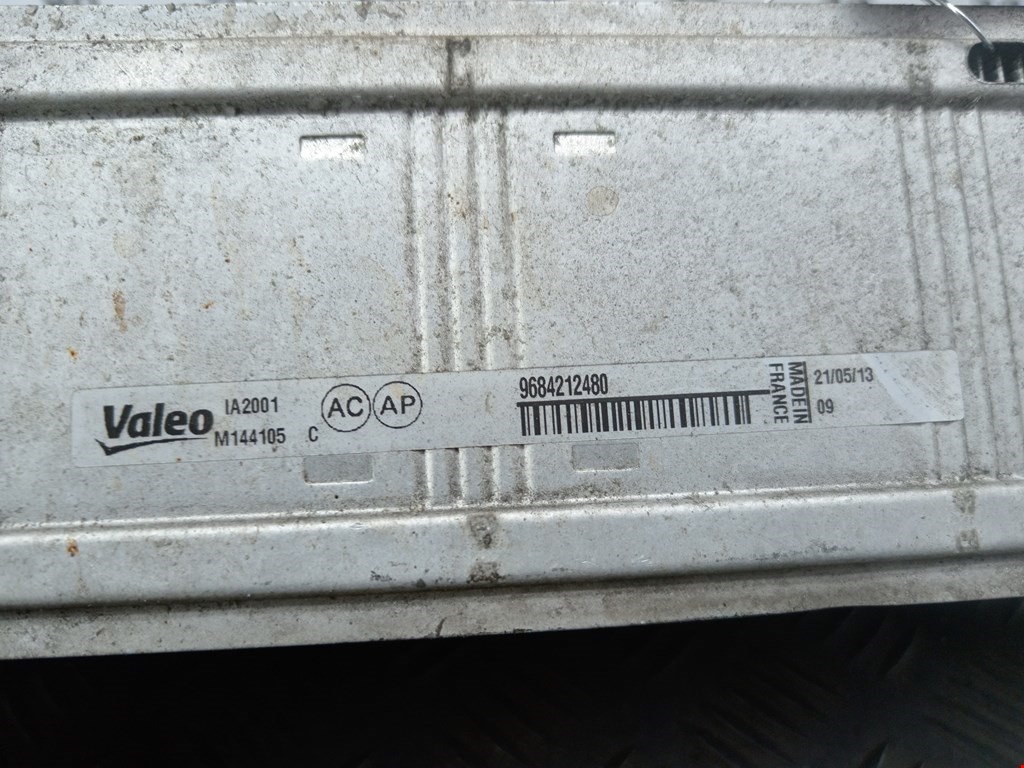 Valeo
IA2001
M144105 C
AC AP
9684212480
MADE IN
FRANCE
21/05/13
09